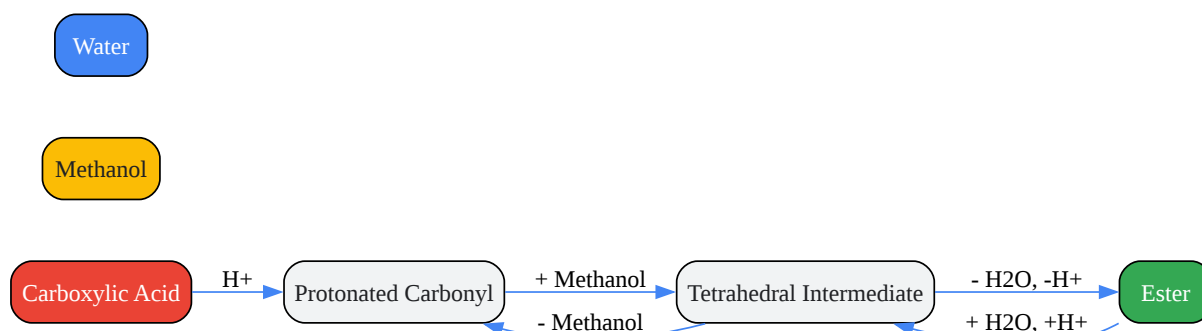 Water
Methanol
Carboxylic Acid
H+
Protonated Carbonyl
+ Methanol
- Methanol
Tetrahedral Intermediate
- H2O, -H+
+ H2O, +H+
Ester